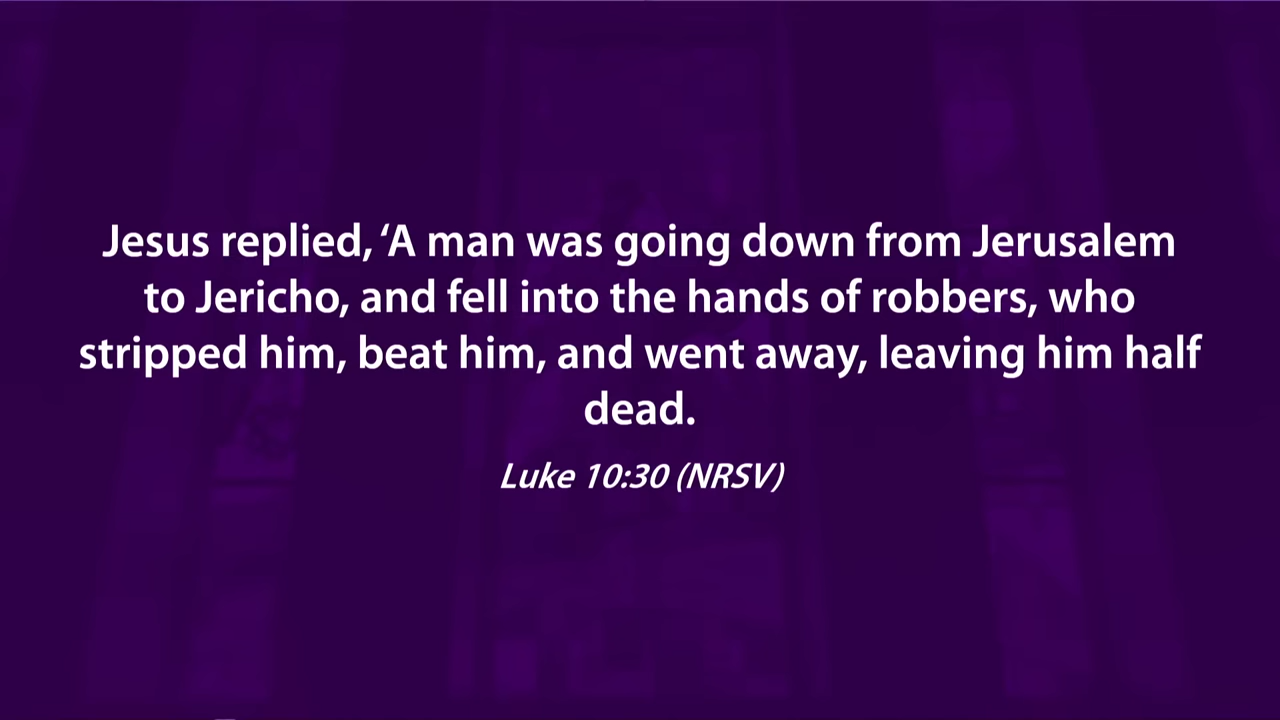 Jesus replied, ‘A man was going down from Jerusalem
to Jericho, and fell into the hands of robbers, who
stripped him, beat him, and went away, leaving him half
dead.
Luke 10:30 (NRSV)